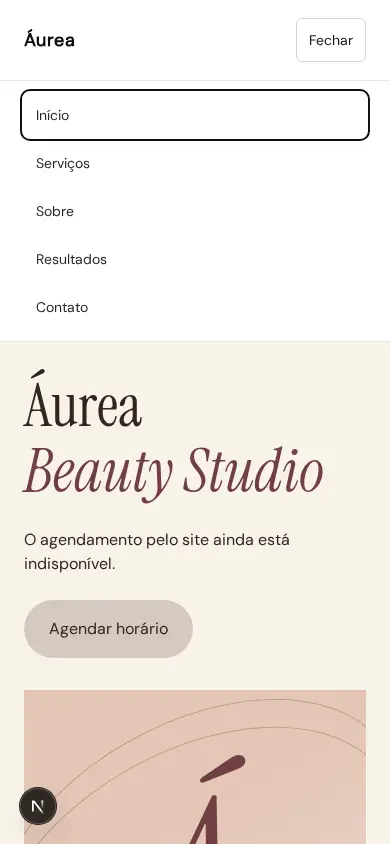 Áurea
Fechar
Início
Serviços
Sobre
Resultados
Contato
Áurea
Beauty Studio
O agendamento pelo site ainda está
indisponível.
Agendar horário
Á
N